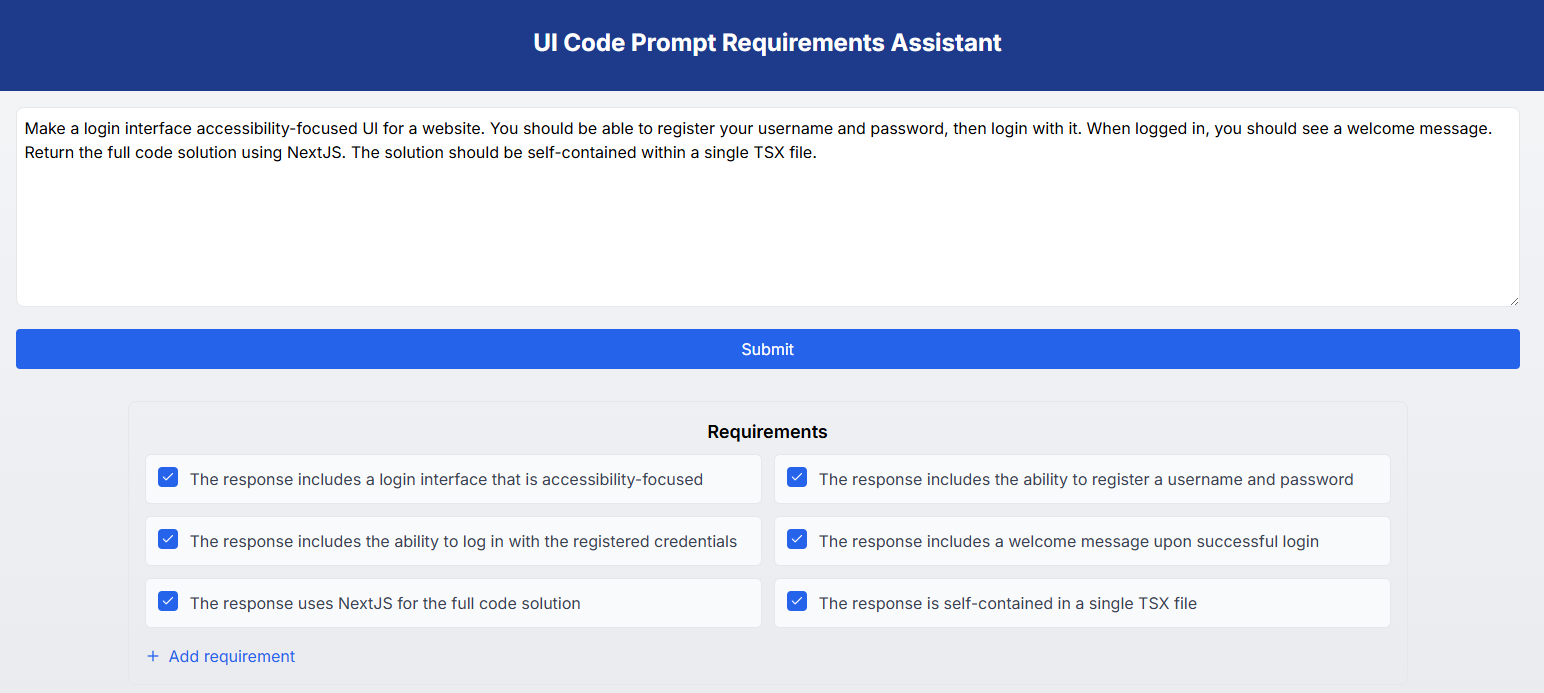 UI Code Prompt Requirements Assistant
Make a login interface accessibility-focused UI for a website. You should be able to register your username and password, then login with it. When logged in, you should see a welcome message.
Return the full code solution using NextJS. The solution should be self-contained within a single TSX file.
Submit
Requirements
The response includes a login interface that is accessibility-focused
The response includes the ability to register a username and password
The response includes the ability to log in with the registered credentials
The response includes a welcome message upon successful login
The response uses NextJS for the full code solution
The response is self-contained in a single TSX file
+ Add requirement